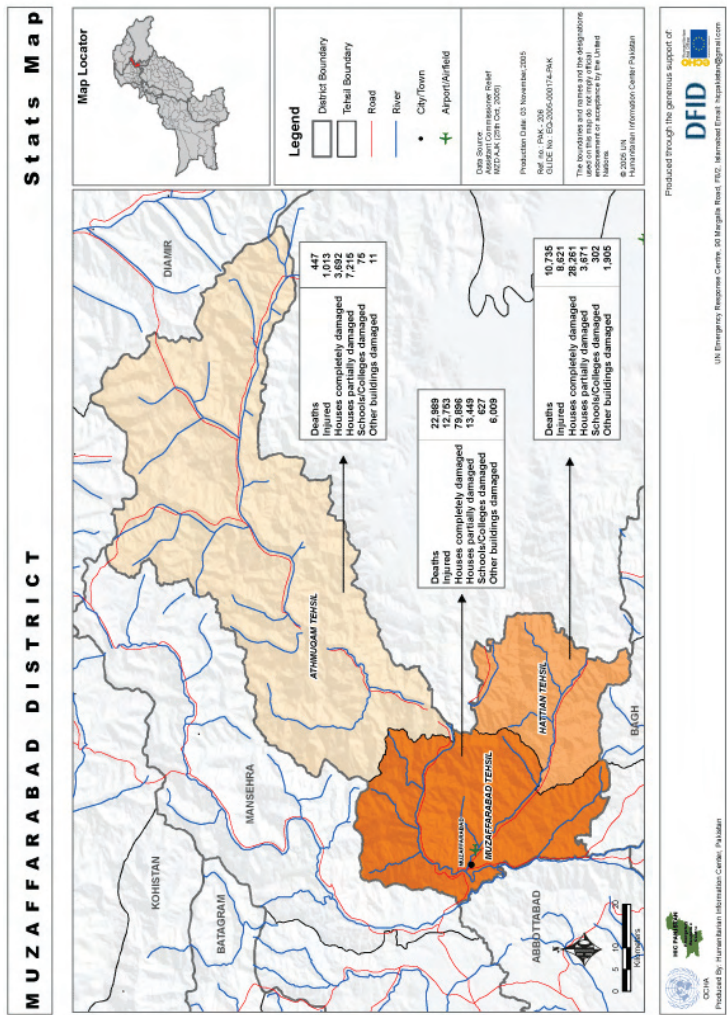 MUZAFFARABAD DISTRICT
Stats Map
KOHISTAN
BATAGRAM
MANSEHRA
ABBOTTABAD
DIAMIR
BAGH
ATHMUQAM TEHSIL
MUZAFFARABAD
MUZAFFARABAD TEHSIL
HATTIAN TEHSIL
Deaths 447
Injured 1,013
Houses completely damaged 3,692
Houses partially damaged 7,215
Schools/Colleges damaged 75
Other buildings damaged 11
Deaths 22,989
Injured 12,753
Houses completely damaged 79,896
Houses partially damaged 13,449
Schools/Colleges damaged 627
Other buildings damaged 6,009
Deaths 10,735
Injured 8,621
Houses completely damaged 28,261
Houses partially damaged 3,671
Schools/Colleges damaged 302
Other buildings damaged 1,905
0 5 10 20
Kilometers
Map Locator
Legend
District Boundary
Tehsil Boundary
Road
River
City/Town
Airport/Airfield
Data Source
Assistant Commissioner Relief
MZD AJK (25th Oct, 2005)
Production Date: 03 November,2005
Ref. no.: PAK - 206
GLIDE No.: EQ-2005-000174-PAK
The boundaries and names and the designations
used on this map do not imply official
endorsement or acceptance by the United
Nations.
© 2005 UN
Humanitarian Information Center Pakistan
OCHA
HIC PAKISTAN
Produced By: Humanitarian Information Center, Pakistan
Produced through the generous support of:
DFID
UN Emergency Response Centre, 90 Margalla Road, F8/2, Islamabad Email: hicpakistan@gmail.com